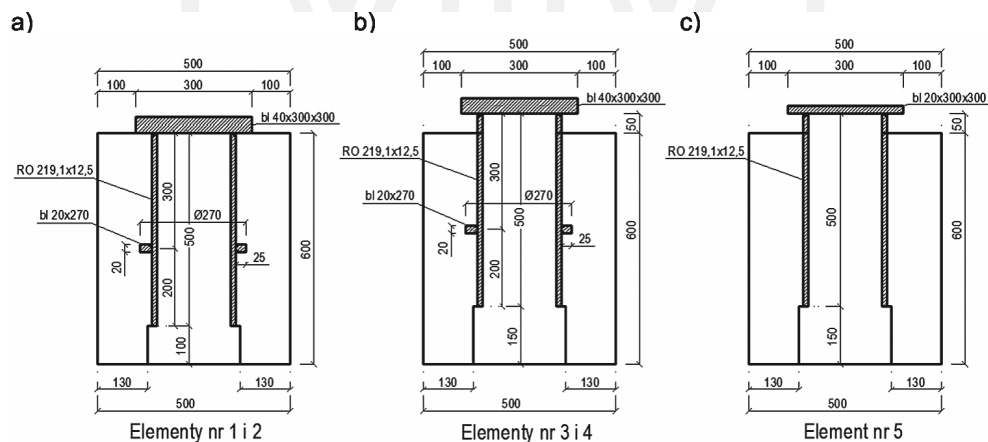 a)
500
100 300 100
bl 40x300x300
RO 219,1x12,5
300
bl 20x270
Ø270
500
600
20
25
200
100
130 130
500
Elementy nr 1 i 2
b)
500
100 300 100
bl 40x300x300
50
RO 219,1x12,5
300
bl 20x270
Ø270
500
600
20
25
200
150
130 130
500
Elementy nr 3 i 4
c)
500
100 300 100
bl 20x300x300
50
RO 219,1x12,5
500
600
150
130 130
500
Element nr 5